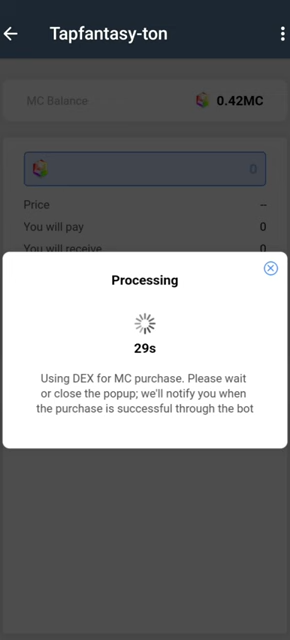 Tapfantasy-ton
MC Balance
0.42MC
0
Price
--
You will pay
0
You will receive
0
Processing
29s
Using DEX for MC purchase. Please wait
or close the popup; we'll notify you when
the purchase is successful through the bot